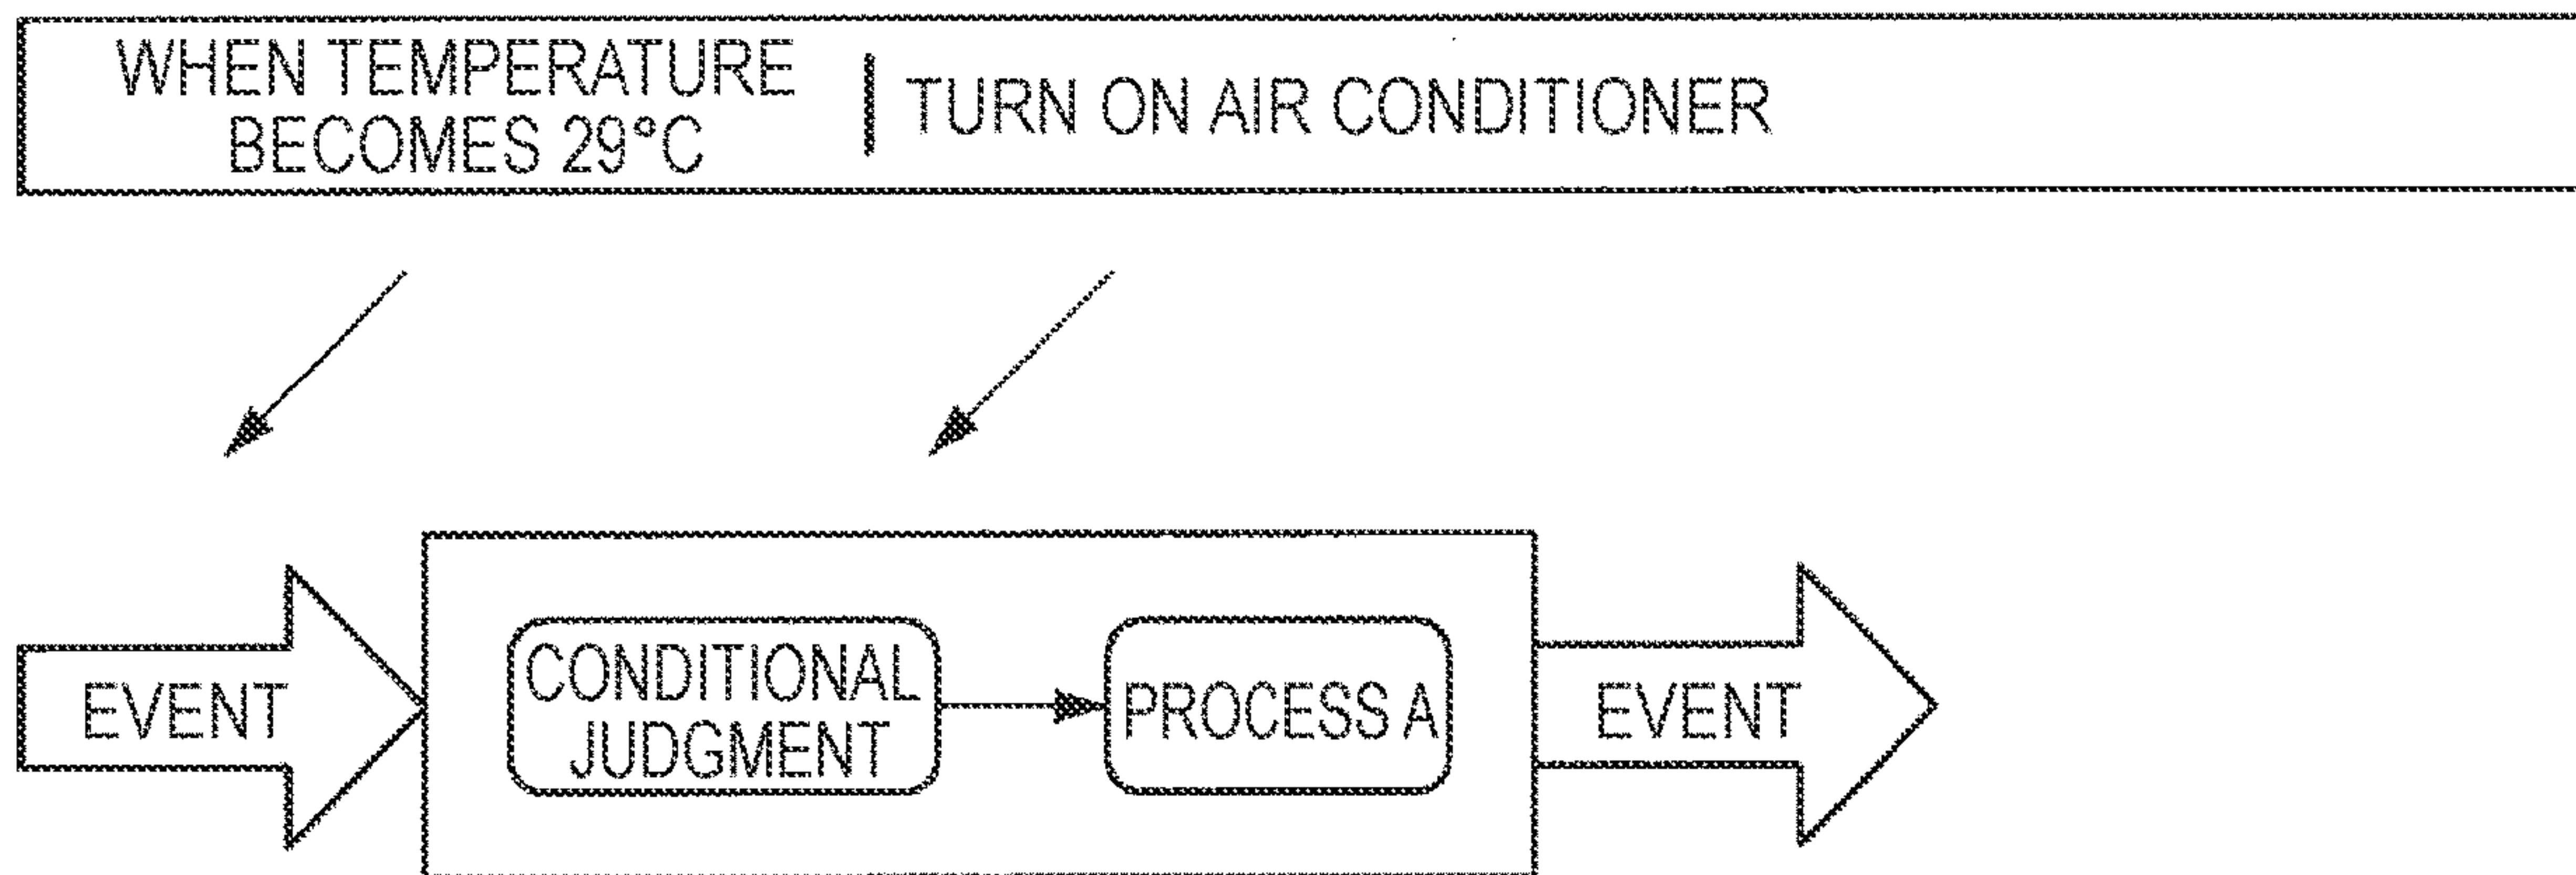 WHEN TEMPERATURE
BECOMES 29°C
TURN ON AIR CONDITIONER
EVENT
CONDITIONAL
JUDGMENT
PROCESS A
EVENT